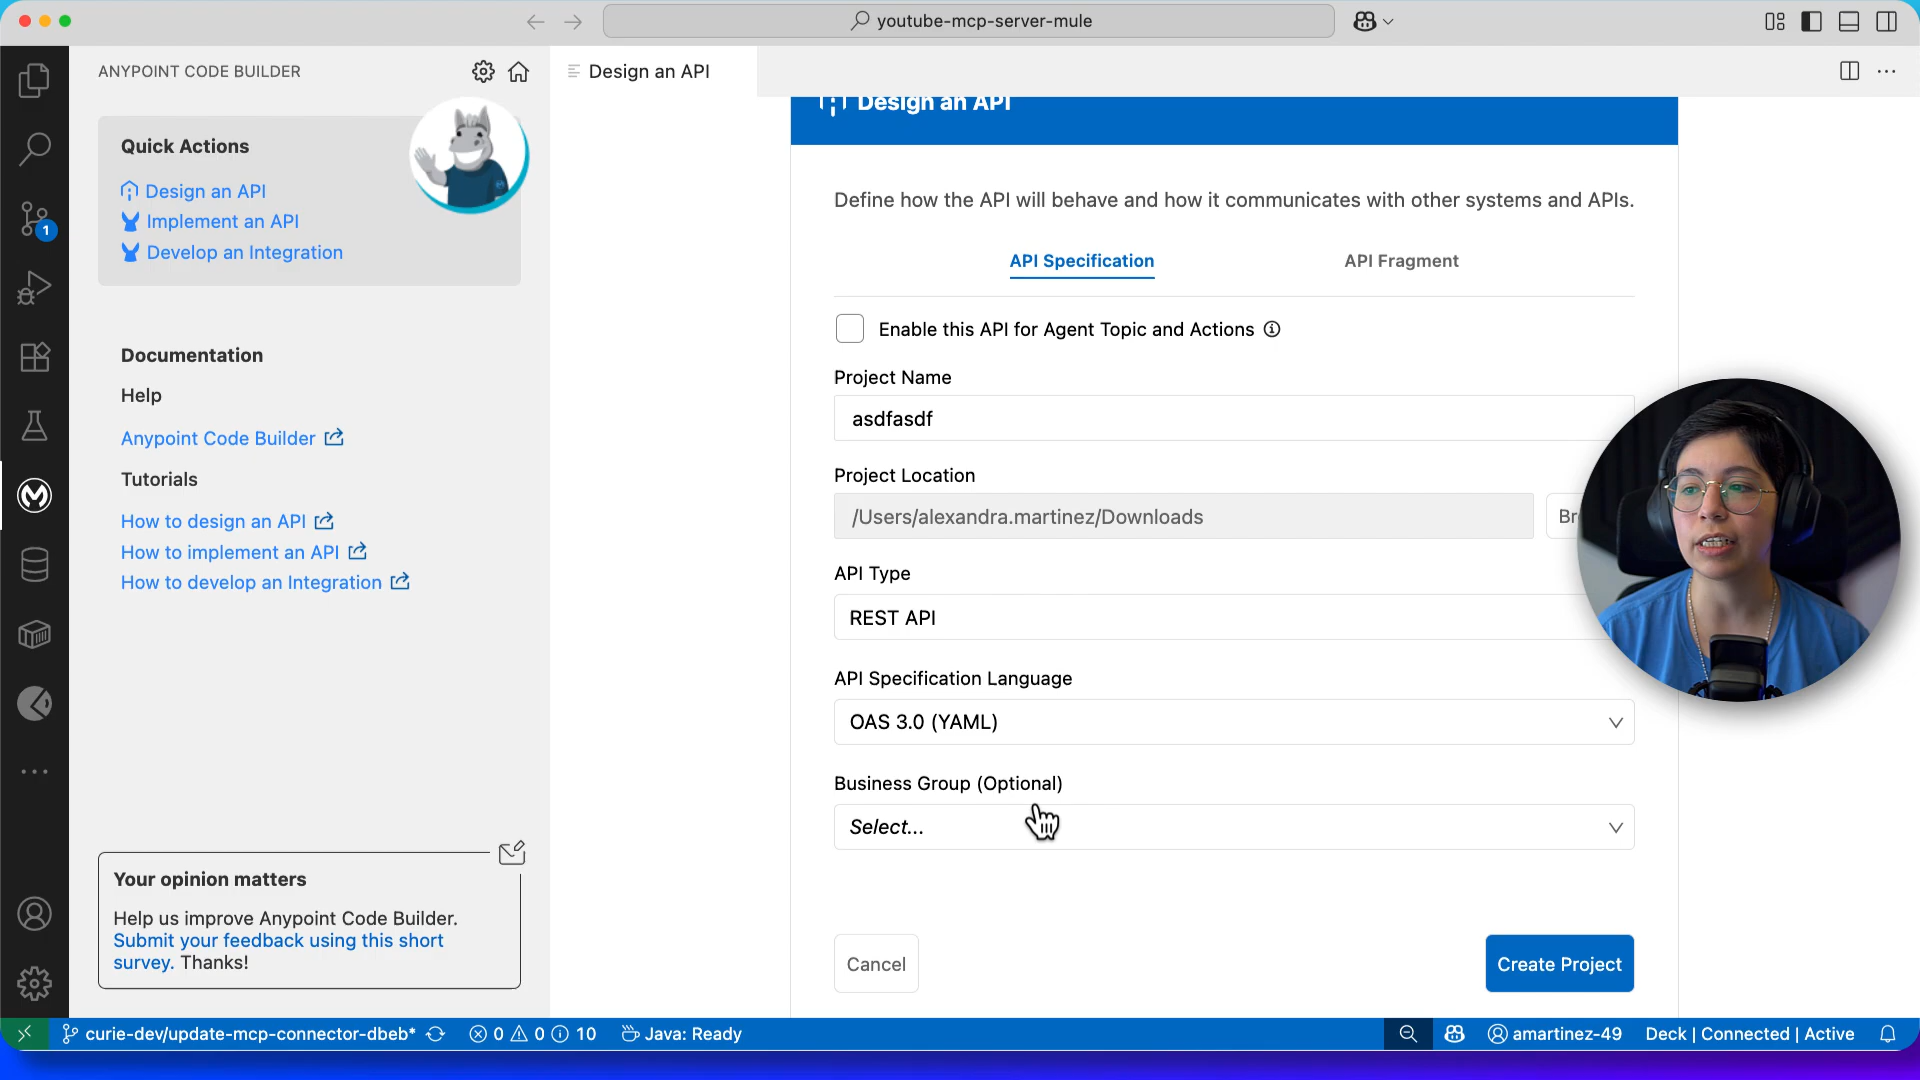 youtube-mcp-server-mule
ANYPOINT CODE BUILDER
Design an API
Quick Actions
Design an API
Implement an API
Develop an Integration
Documentation
Help
Anypoint Code Builder
Tutorials
How to design an API
How to implement an API
How to develop an Integration
Your opinion matters
Help us improve Anypoint Code Builder.
Submit your feedback using this short
survey. Thanks!
Design an API
Define how the API will behave and how it communicates with other systems and APIs.
API Specification
API Fragment
Enable this API for Agent Topic and Actions
Project Name
asdfasdf
Project Location
/Users/alexandra.martinez/Downloads
API Type
REST API
API Specification Language
OAS 3.0 (YAML)
Business Group (Optional)
Select...
Cancel
Create Project
1
curie-dev/update-mcp-connector-dbeb*
0 0 10
Java: Ready
amartinez-49
Deck | Connected | Active